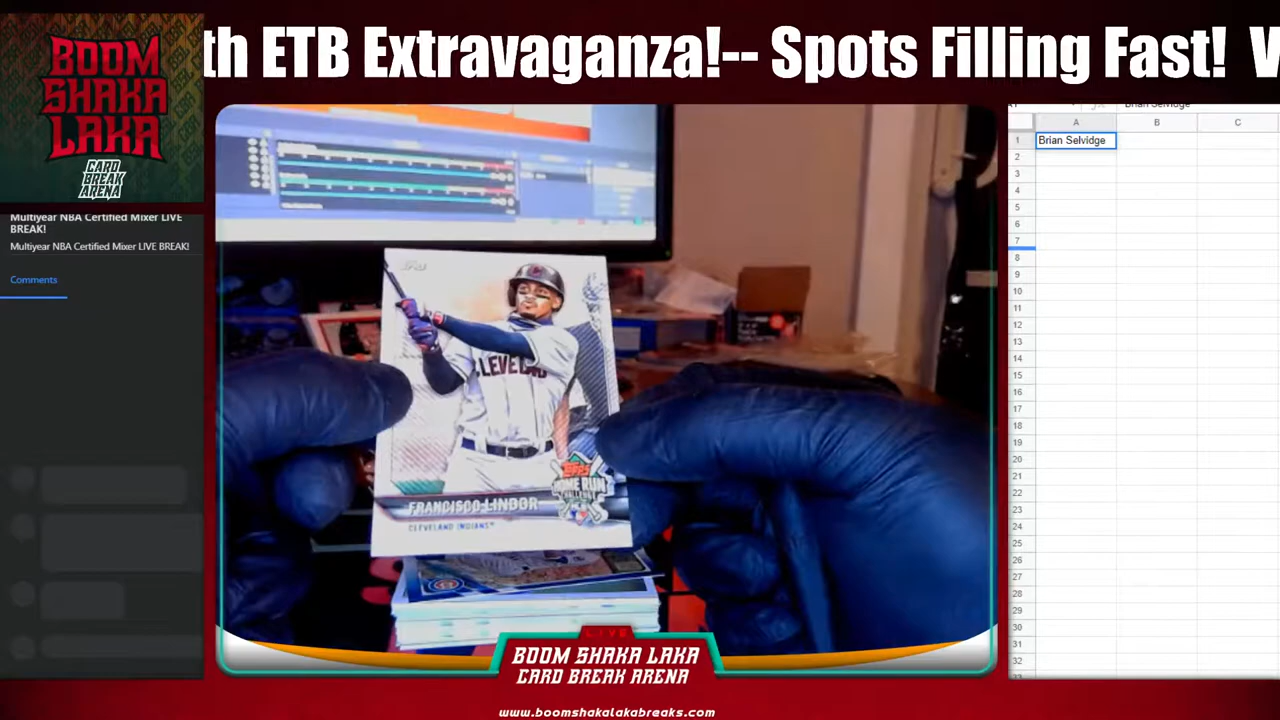 th ETB Extravaganza!-- Spots Filling Fast! V
BOOM
SHAKA
LAKA
CARD
BREAK
ARENA
Multiyear NBA Certified Mixer LIVE
BREAK!
Multiyear NBA Certified Mixer LIVE BREAK!
Comments
CLEVELAND
TOPPS
HOME RUN
CHALLENGE
FRANCISCO LINDOR
CLEVELAND INDIANS
LIVE
BOOM SHAKA LAKA
CARD BREAK ARENA
www.boomshakalakabreaks.com
Brian Selvidge
A B C
1 Brian Selvidge
2
3
4
5
6
7
8
9
10
11
12
13
14
15
16
17
18
19
20
21
22
23
24
25
26
27
28
29
30
31
32